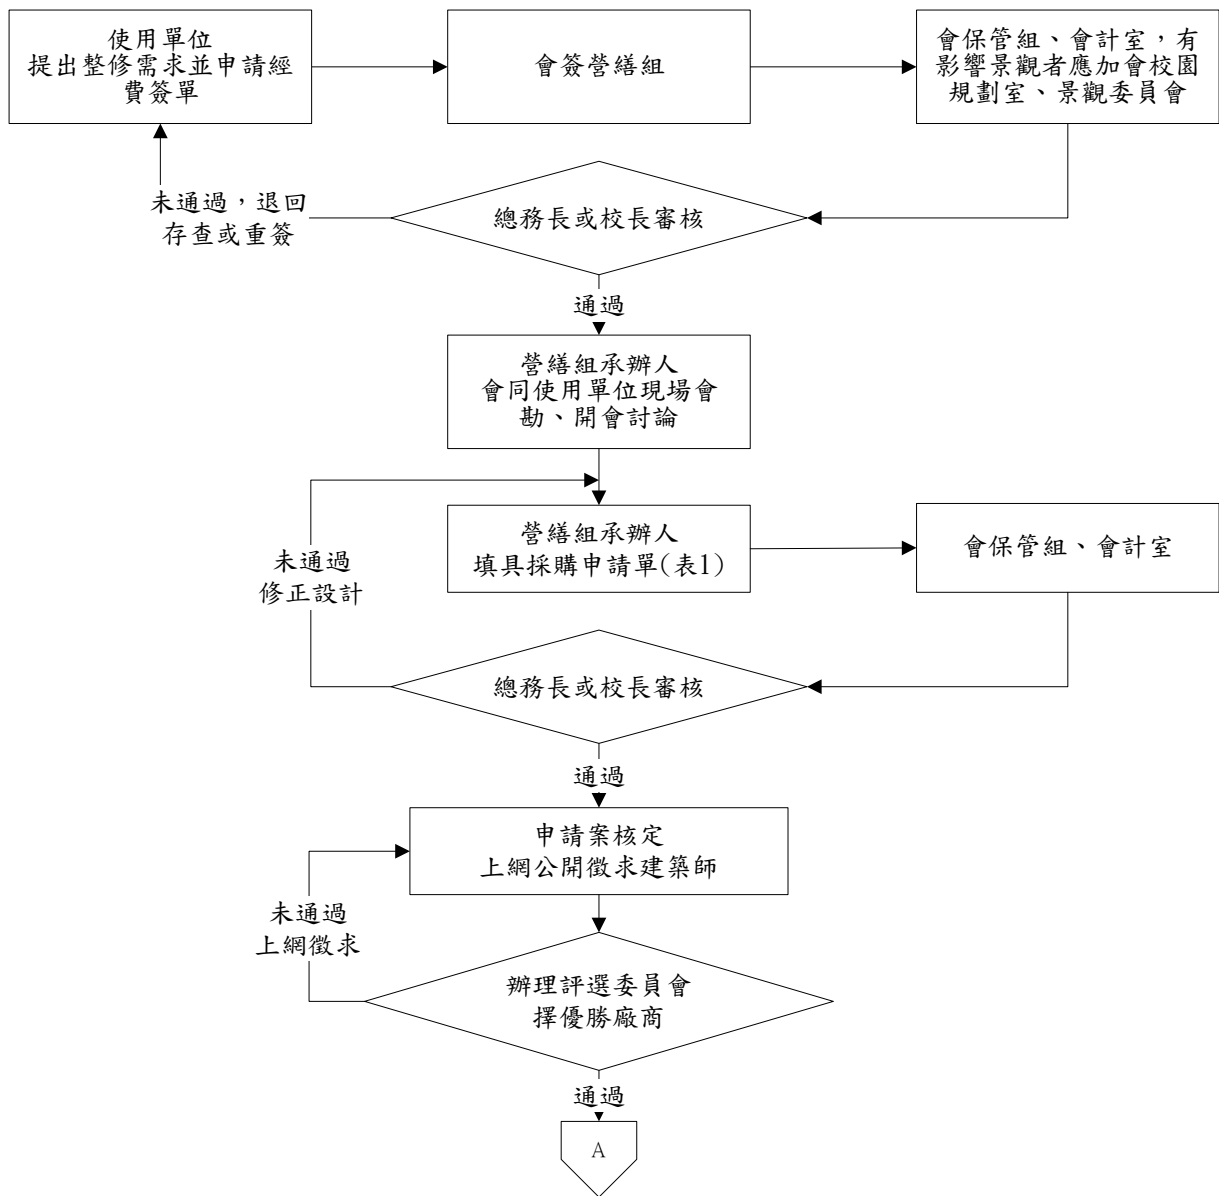 使用單位
提出整修需求並申請經
費簽單
會簽營繕組
會保管組、會計室，有
影響景觀者應加會校園
規劃室、景觀委員會
未通過，退回
存查或重簽
總務長或校長審核
通過
營繕組承辦人
會同使用單位現場會
勘、開會討論
未通過
修正設計
營繕組承辦人
填具採購申請單(表1)
會保管組、會計室
總務長或校長審核
通過
申請案核定
上網公開徵求建築師
未通過
上網徵求
辦理評選委員會
擇優勝廠商
通過
A